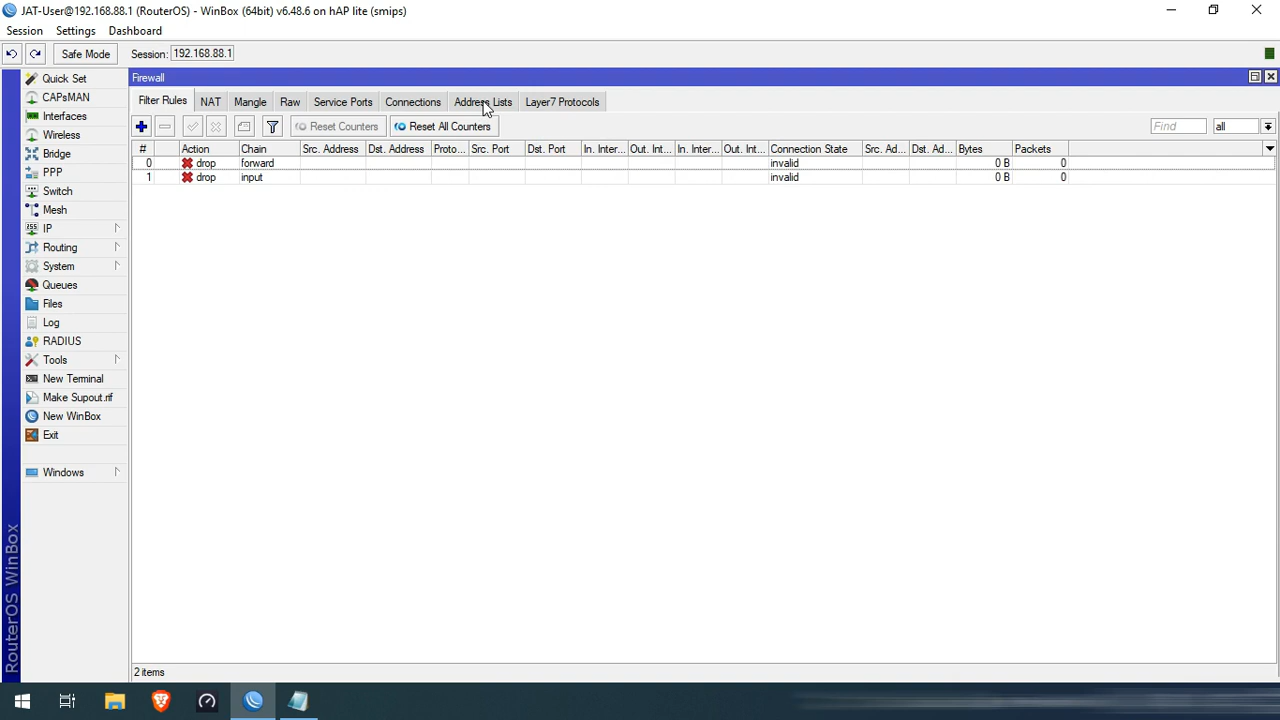 JAT-User@192.168.88.1 (RouterOS) - WinBox (64bit) v6.48.6 on hAP lite (smips)
Session Settings Dashboard
Safe Mode Session: 192.168.88.1
Quick Set
CAPsMAN
Interfaces
Wireless
Bridge
PPP
Switch
Mesh
IP
Routing
System
Queues
Files
Log
RADIUS
Tools
New Terminal
Make Supout.rif
New WinBox
Exit
Windows
RouterOS WinBox
Firewall
Filter Rules NAT Mangle Raw Service Ports Connections Address Lists Layer7 Protocols
Reset Counters Reset All Counters Find all
# Action Chain Src. Address Dst. Address Proto... Src. Port Dst. Port In. Inter... Out. Int... In. Inter... Out. Int... Connection State Src. Ad... Dst. Ad... Bytes Packets
0 drop forward invalid 0 B 0
1 drop input invalid 0 B 0
2 items